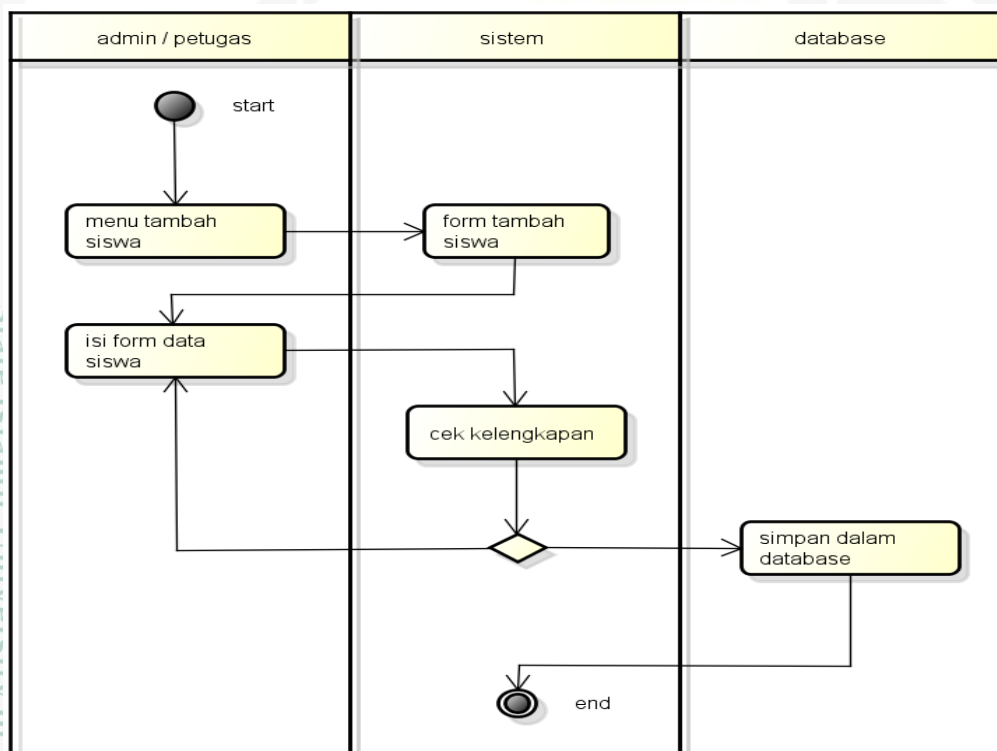 admin / petugas
sistem
database
start
menu tambah
siswa
form tambah
siswa
isi form data
siswa
cek kelengkapan
simpan dalam
database
end